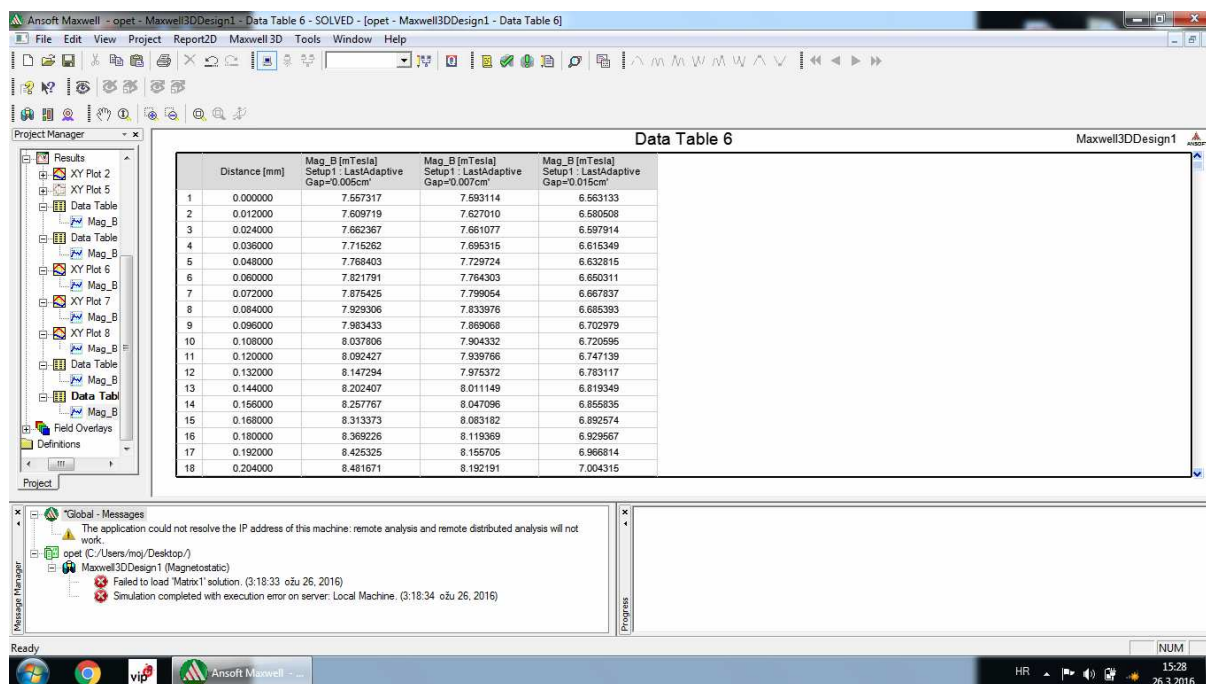 Ansoft Maxwell - opet - Maxwell3DDesign1 - Data Table 6 - SOLVED - [opet - Maxwell3DDesign1 - Data Table 6]
File Edit View Project Report2D Maxwell 3D Tools Window Help
Project Manager
Data Table 6
Maxwell3DDesign1
ANSOFT
Results
XY Plot 2
XY Plot 5
Data Table
Mag_B
Data Table
Mag_B
XY Plot 6
Mag_B
XY Plot 7
Mag_B
XY Plot 8
Mag_B
Data Table
Mag_B
Data Tabl
Mag_B
Field Overlays
Definitions
Project
Distance [mm] Mag_B [mTesla] Setup1 : LastAdaptive Gap='0.005cm' Mag_B [mTesla] Setup1 : LastAdaptive Gap='0.007cm' Mag_B [mTesla] Setup1 : LastAdaptive Gap='0.015cm'
1 0.000000 7.557317 7.593114 6.563133
2 0.012000 7.609719 7.627010 6.580508
3 0.024000 7.662367 7.661077 6.597914
4 0.036000 7.715262 7.695315 6.615349
5 0.048000 7.768403 7.729724 6.632815
6 0.060000 7.821791 7.764303 6.650311
7 0.072000 7.875425 7.799054 6.667837
8 0.084000 7.929306 7.833976 6.685393
9 0.096000 7.983433 7.869068 6.702979
10 0.108000 8.037806 7.904332 6.720595
11 0.120000 8.092427 7.939766 6.747139
12 0.132000 8.147294 7.975372 6.783117
13 0.144000 8.202407 8.011149 6.819349
14 0.156000 8.257767 8.047096 6.855835
15 0.168000 8.313373 8.083182 6.892574
16 0.180000 8.369226 8.119369 6.929567
17 0.192000 8.425325 8.155705 6.966814
18 0.204000 8.481671 8.192191 7.004315
Message Manager
*Global - Messages
The application could not resolve the IP address of this machine: remote analysis and remote distributed analysis will not
work.
opet (C:/Users/moj/Desktop/)
Maxwell3DDesign1 (Magnetostatic)
Failed to load 'Matrix1' solution. (3:18:33 ožu 26, 2016)
Simulation completed with execution error on server: Local Machine. (3:18:34 ožu 26, 2016)
Progress
Ready
NUM
vip
Ansoft Maxwell - ...
HR
15:28
26.3.2016